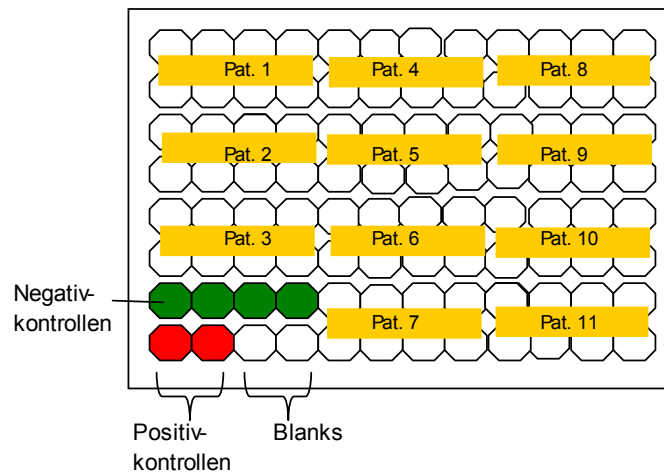 Pat. 1
Pat. 4
Pat. 8
Pat. 2
Pat. 5
Pat. 9
Pat. 3
Pat. 6
Pat. 10
Negativ-
kontrollen
Pat. 7
Pat. 11
Positiv-
kontrollen
Blanks